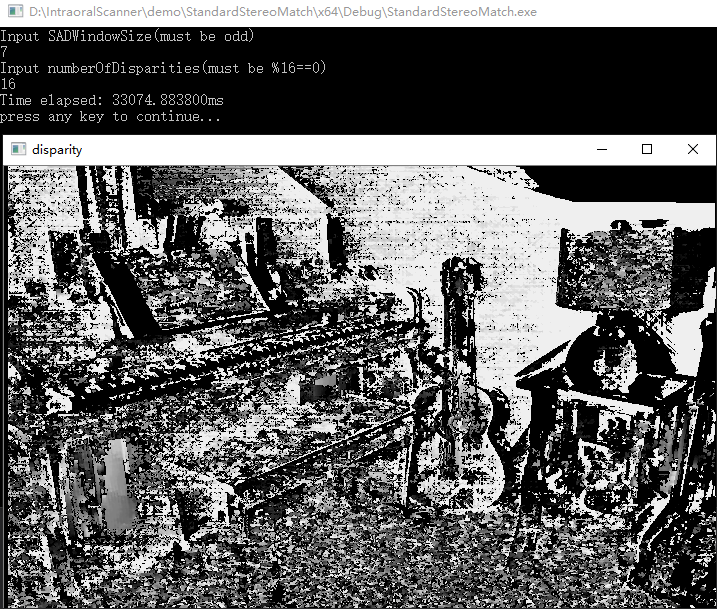 D:\IntraoralScanner\demo\StandardStereoMatch\x64\Debug\StandardStereoMatch.exe
Input SADWindowSize(must be odd)
7
Input numberOfDisparities(must be %16==0)
16
Time elapsed: 33074.883800ms
press any key to continue...
disparity